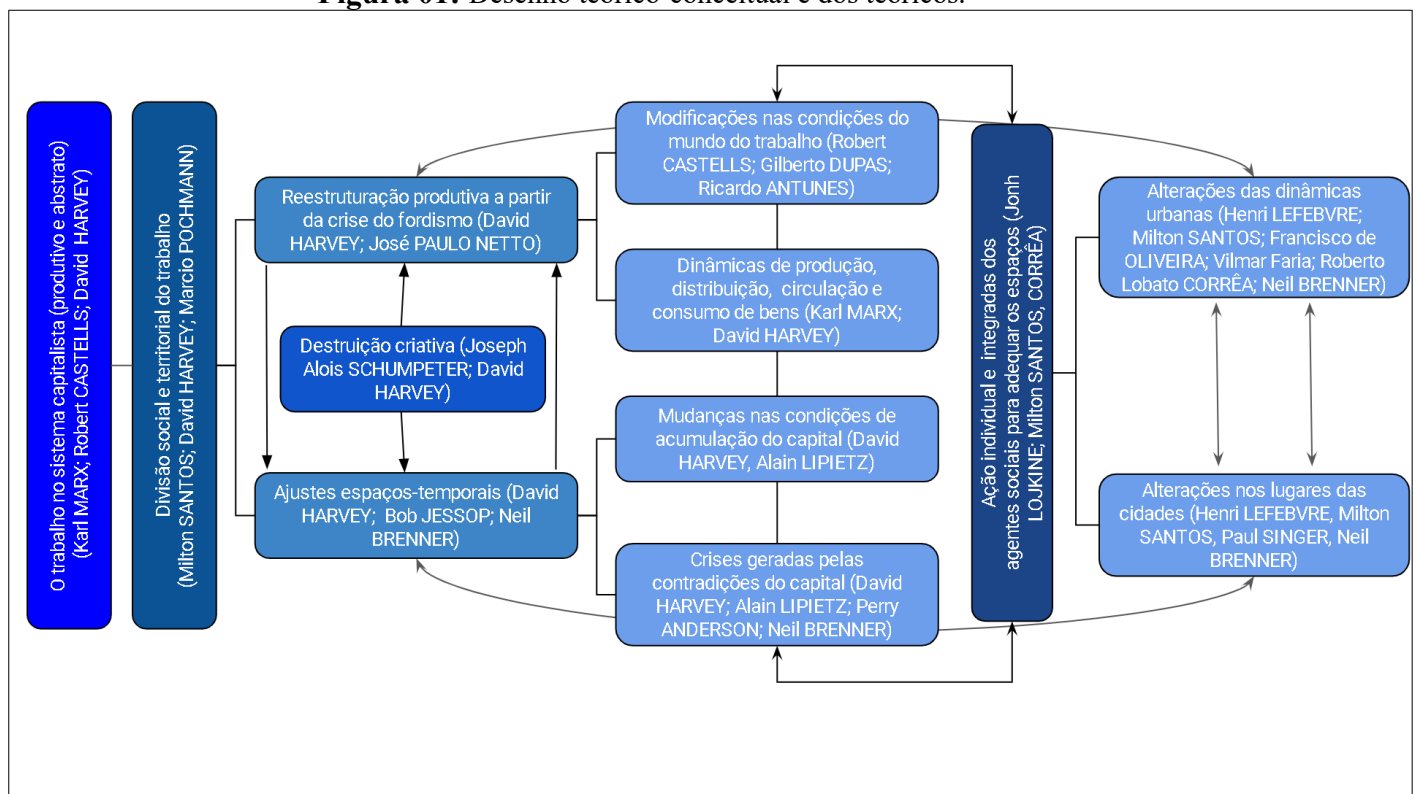 Figura 01: Desenho teórico-conceitual e dos teóricos.
O trabalho no sistema capitalista (produtivo e abstrato)
(Karl MARX; Robert CASTELLS; David HARVEY)
Divisão social e territorial do trabalho
(Milton SANTOS; David HARVEY; Marcio POCHMANN)
Reestruturação produtiva a partir
da crise do fordismo (David
HARVEY; José PAULO NETTO)
Destruição criativa (Joseph
Alois SCHUMPETER; David
HARVEY)
Ajustes espaços-temporais (David
HARVEY; Bob JESSOP; Neil
BRENNER)
Modificações nas condições do
mundo do trabalho (Robert
CASTELLS; Gilberto DUPAS;
Ricardo ANTUNES)
Dinâmicas de produção,
distribuição, circulação e
consumo de bens (Karl MARX;
David HARVEY)
Mudanças nas condições de
acumulação do capital (David
HARVEY, Alain LIPIETZ)
Crises geradas pelas
contradições do capital (David
HARVEY; Alain LIPIETZ; Perry
ANDERSON; Neil BRENNER)
Ação individual e integradas dos
agentes sociais para adequar os espaços (Jonh
LOJKINE; Milton SANTOS, CORRÊA)
Alterações das dinâmicas
urbanas (Henri LEFEBVRE;
Milton SANTOS; Francisco de
OLIVEIRA; Vilmar Faria; Roberto
Lobato CORRÊA; Neil BRENNER)
Alterações nos lugares das
cidades (Henri LEFEBVRE, Milton
SANTOS, Paul SINGER, Neil
BRENNER)